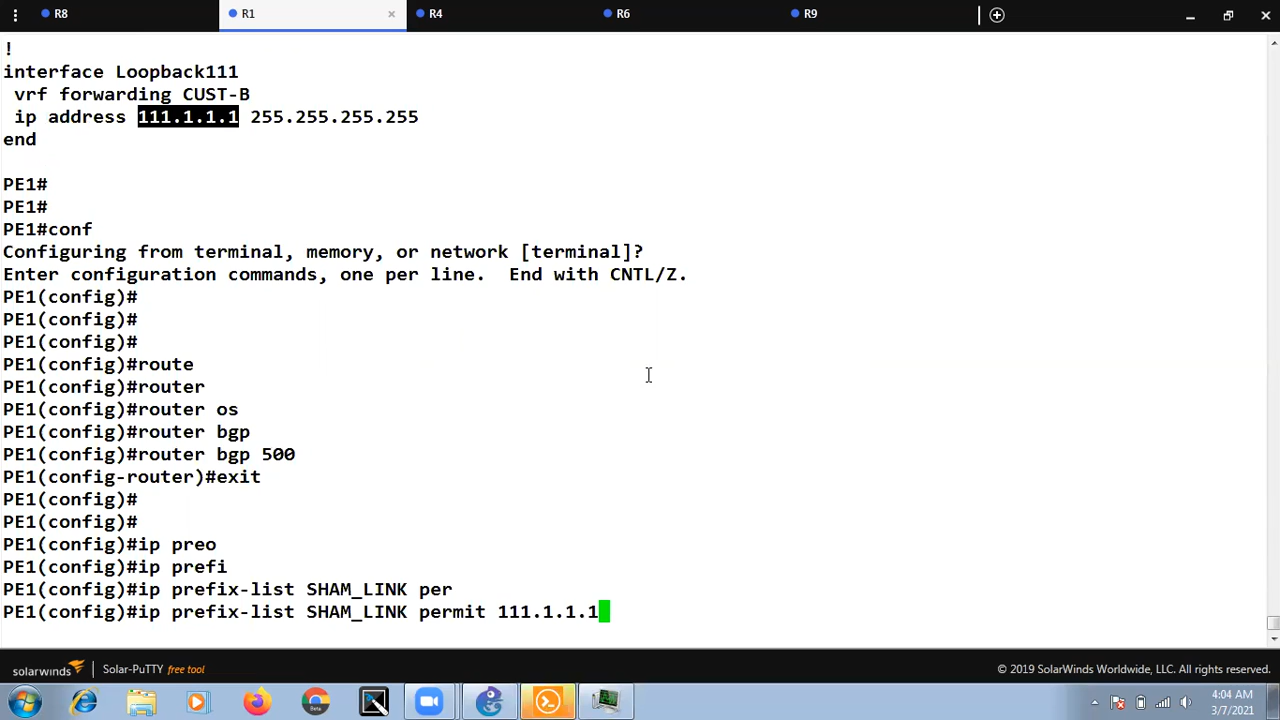 R8
R1
R4
R6
R9
!
interface Loopback111
vrf forwarding CUST-B
ip address 111.1.1.1 255.255.255.255
end
PE1#
PE1#
PE1#conf
Configuring from terminal, memory, or network [terminal]?
Enter configuration commands, one per line.  End with CNTL/Z.
PE1(config)#
PE1(config)#
PE1(config)#
PE1(config)#route
PE1(config)#router
PE1(config)#router os
PE1(config)#router bgp
PE1(config)#router bgp 500
PE1(config-router)#exit
PE1(config)#
PE1(config)#
PE1(config)#ip preo
PE1(config)#ip prefi
PE1(config)#ip prefix-list SHAM_LINK per
PE1(config)#ip prefix-list SHAM_LINK permit 111.1.1.1
solarwinds | Solar-PuTTY free tool
© 2019 SolarWinds Worldwide, LLC. All rights reserved.
Beta
4:04 AM
3/7/2021